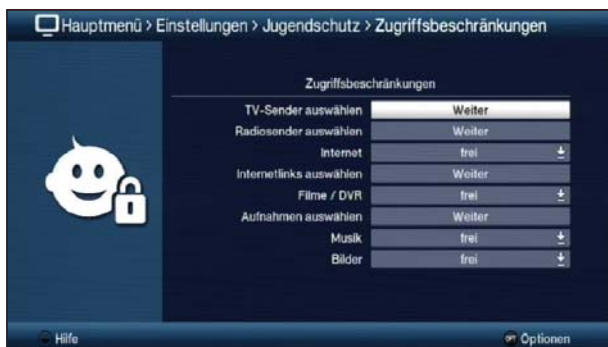 Hauptmenü > Einstellungen > Jugendschutz > Zugriffsbeschränkungen
Zugriffsbeschränkungen
TV-Sender auswählen Weiter
Radiosender auswählen Weiter
Internet frei
Internetlinks auswählen Weiter
Filme / DVR frei
Aufnahmen auswählen Weiter
Musik frei
Bilder frei
Hilfe OPT Optionen